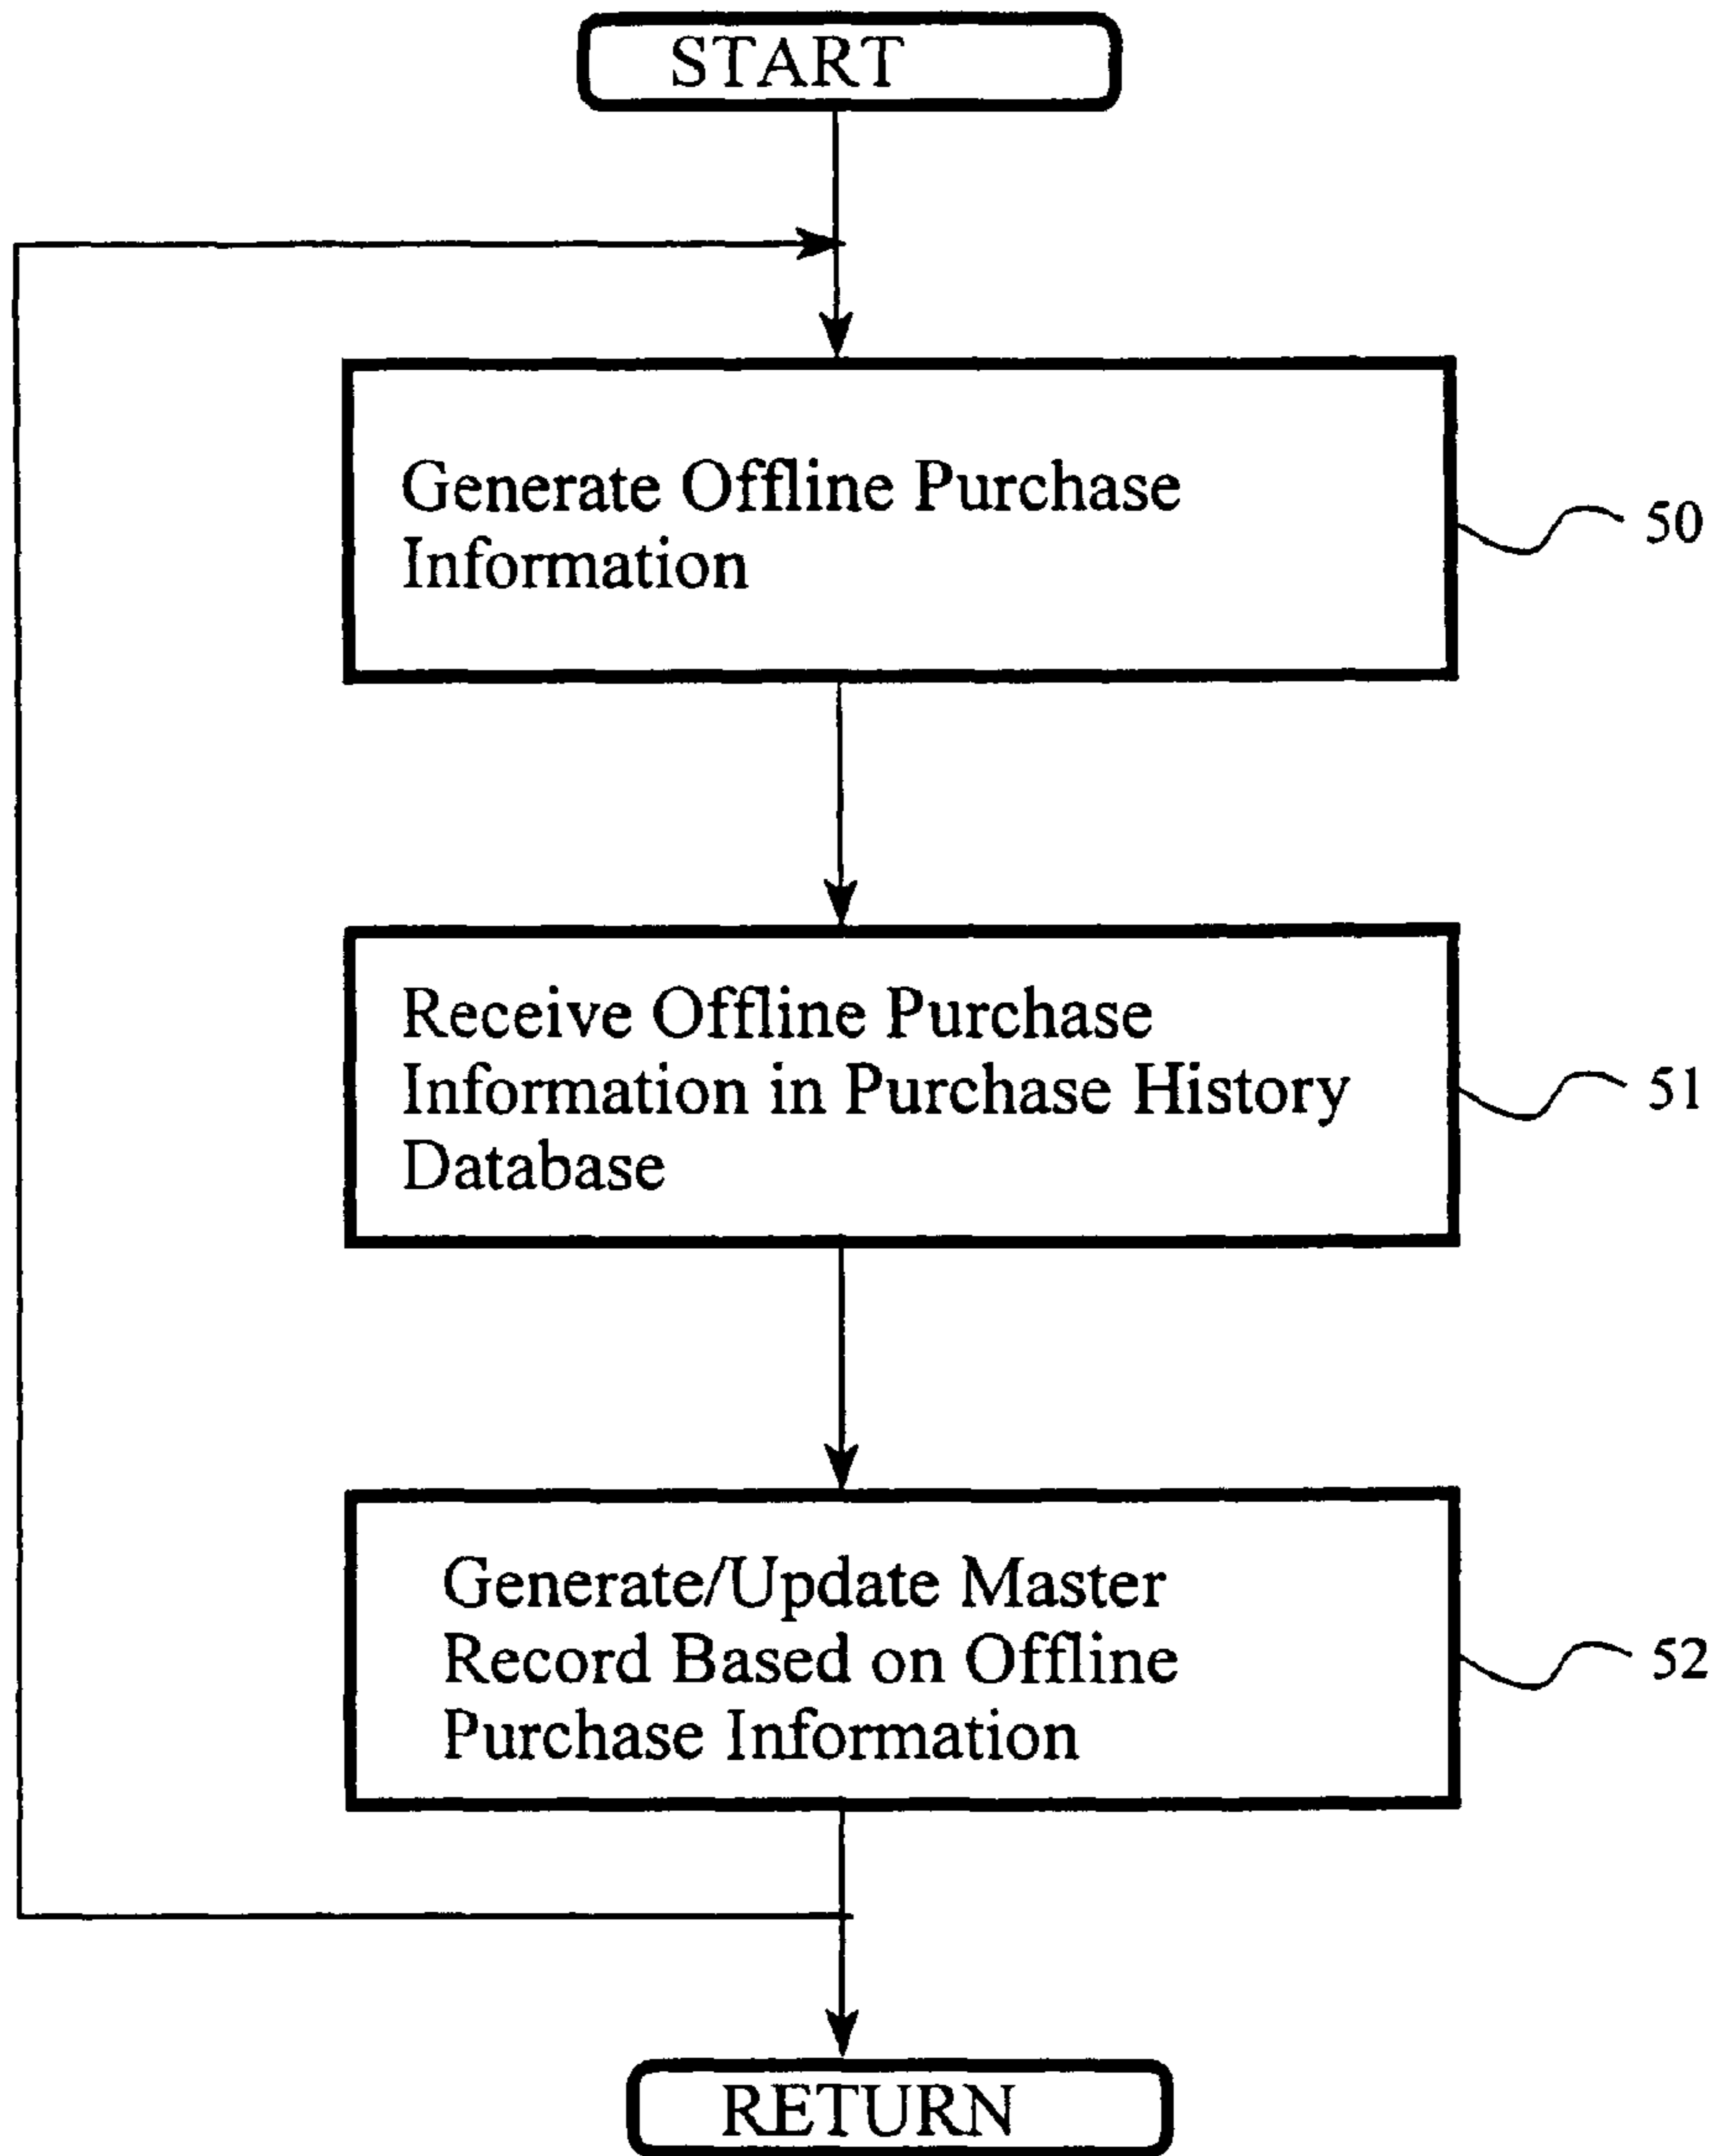 START
Generate Offline Purchase
Information
50
Receive Offline Purchase
Information in Purchase History
Database
51
Generate/Update Master
Record Based on Offline
Purchase Information
52
RETURN